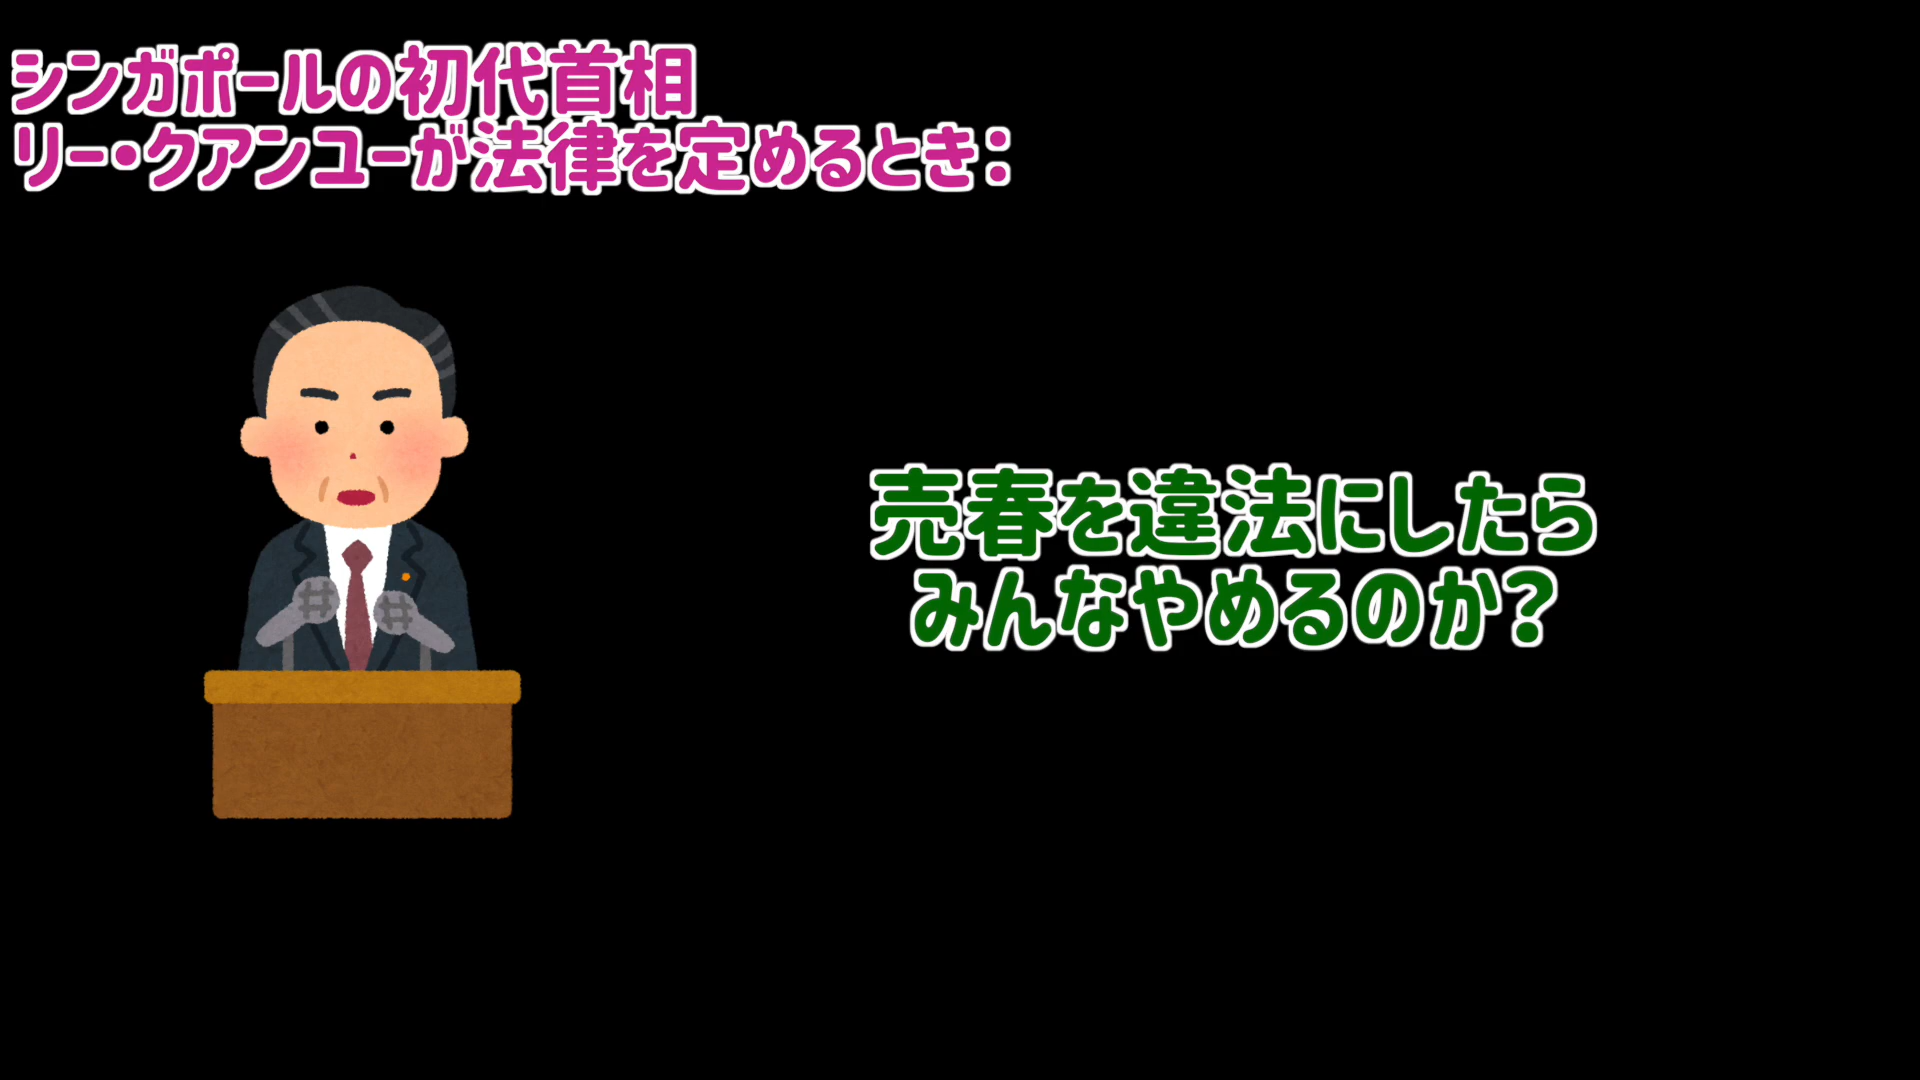 シンガポールの初代首相
リー・クアンユーが法律を定めるとき：
売春を違法にしたら
みんなやめるのか？